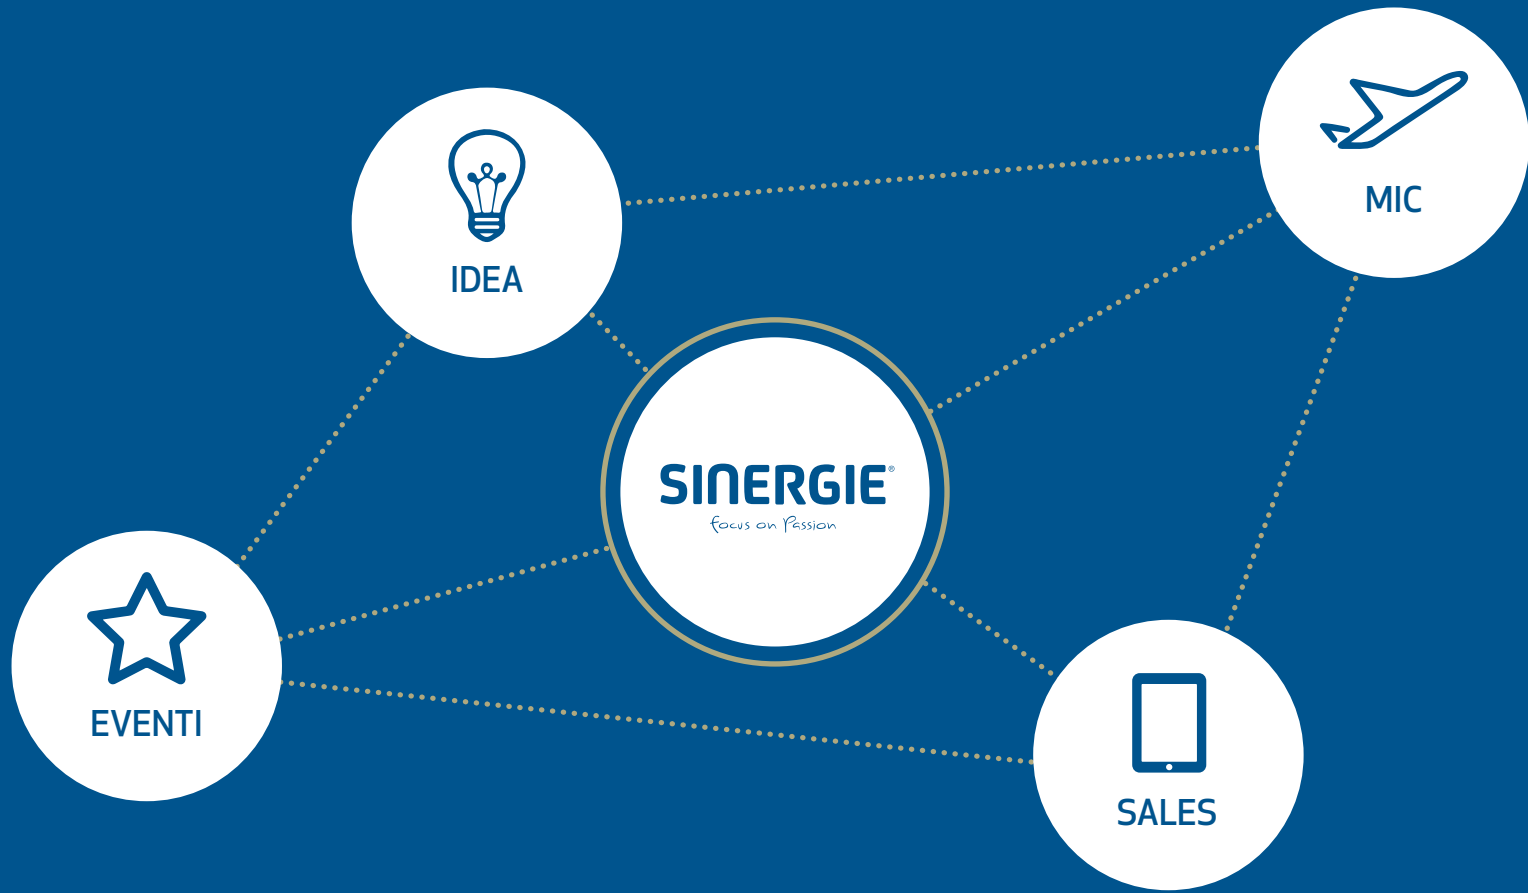 MIC
IDEA
SINERGIE®
Focus on Passion
EVENTI
SALES